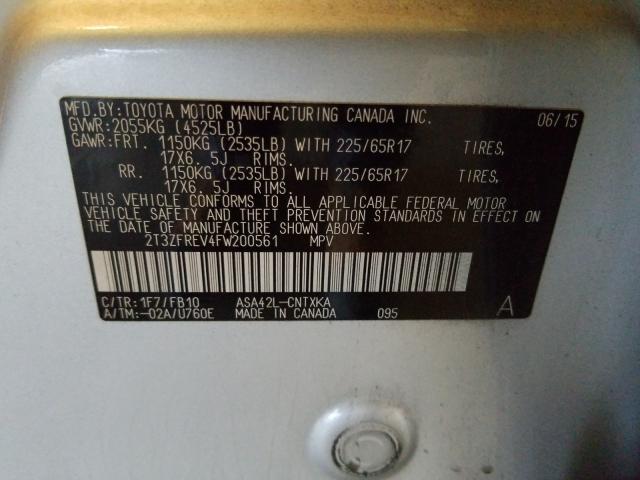 MFD.BY:TOYOTA MOTOR MANUFACTURING CANADA INC. 06/15
GVWR:2055KG (4525LB)
GAWR:FRT. 1150KG (2535LB) WITH 225/65R17 TIRES,
17X6. 5J RIMS.
RR. 1150KG (2535LB) WITH 225/65R17 TIRES,
17X6. 5J RIMS.
THIS VEHICLE CONFORMS TO ALL APPLICABLE FEDERAL MOTOR
VEHICLE SAFETY AND THEFT PREVENTION STANDARDS IN EFFECT ON
THE DATE OF MANUFACTURE SHOWN ABOVE.
2T3ZFREV4FW200561 MPV
C/TR:1F7/FB10 ASA42L-CNTXKA
A/TM:-02A/U760E MADE IN CANADA 095 A